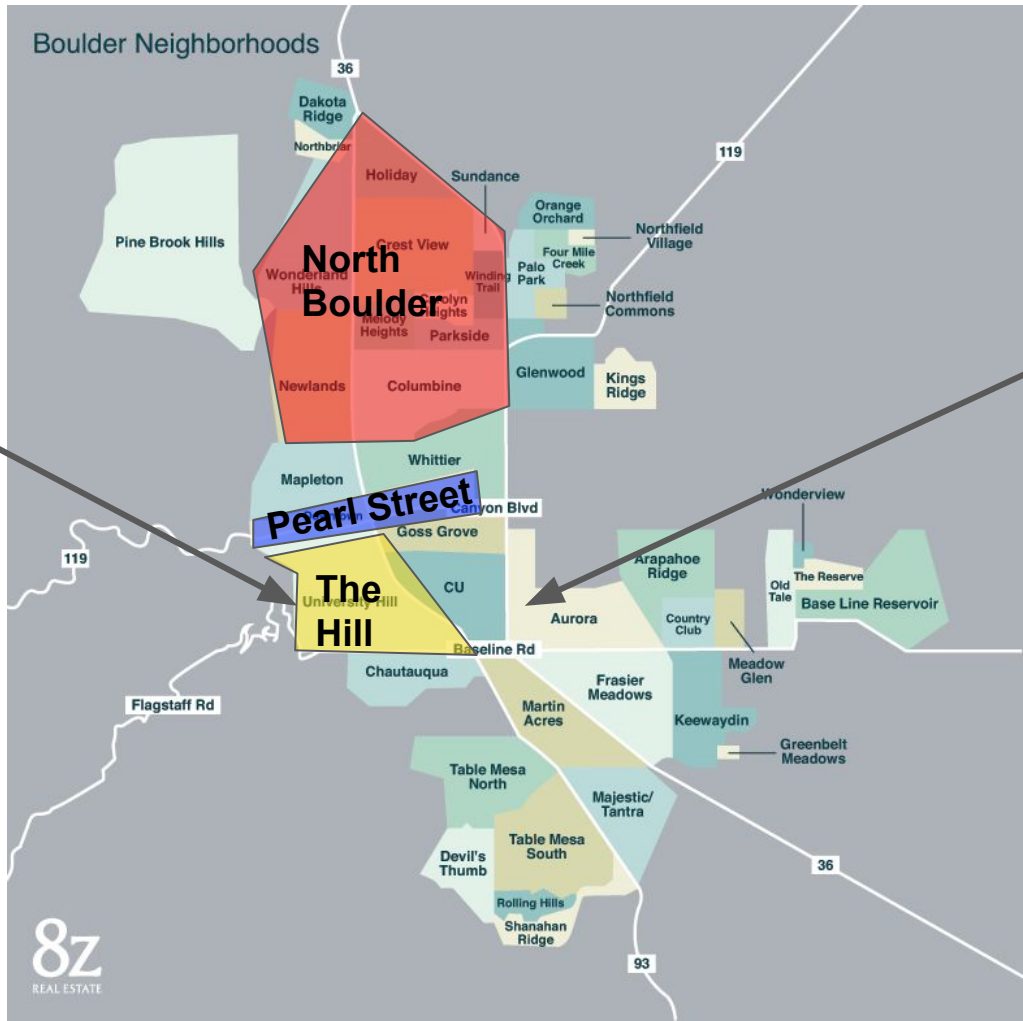 Boulder Neighborhoods
36
Dakota
Ridge
Northbriar
119
Holiday
Sundance
Orange
Orchard
Northfield
Village
Pine Brook Hills
Crest View
Four Mile
Creek
North
Boulder
Wonderland
Hills
Winding
Trail
Palo
Park
Carolyn
Heights
Northfield
Commons
Melody
Heights
Parkside
Glenwood
Kings
Ridge
Newlands
Columbine
Whittier
Mapleton
Pearl Street
Canyon Blvd
Wonderview
Goss Grove
119
Arapahoe
Ridge
The Reserve
Old
Tale
Base Line Reservoir
CU
The
Hill
University Hill
Aurora
Country
Club
Baseline Rd
Meadow
Glen
Chautauqua
Frasier
Meadows
Flagstaff Rd
Martin
Acres
Keewaydin
Greenbelt
Meadows
Table Mesa
North
Majestic/
Tantra
Table Mesa
South
Devil's
Thumb
36
Rolling Hills
Shanahan
Ridge
93
8z
REAL ESTATE